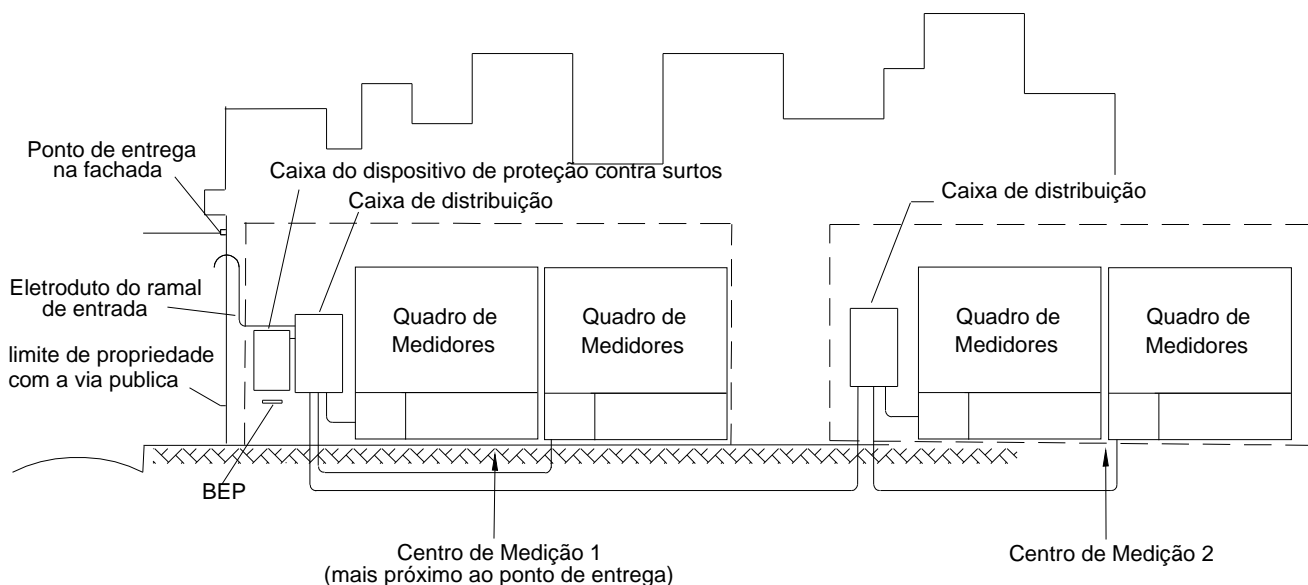 Ponto de entrega
na fachada
Caixa do dispositivo de proteção contra surtos
Caixa de distribuição
Caixa de distribuição
Eletroduto do ramal
de entrada
limite de propriedade
com a via publica
Quadro de
Medidores
Quadro de
Medidores
Quadro de
Medidores
Quadro de
Medidores
BEP
Centro de Medição 1
(mais próximo ao ponto de entrega)
Centro de Medição 2